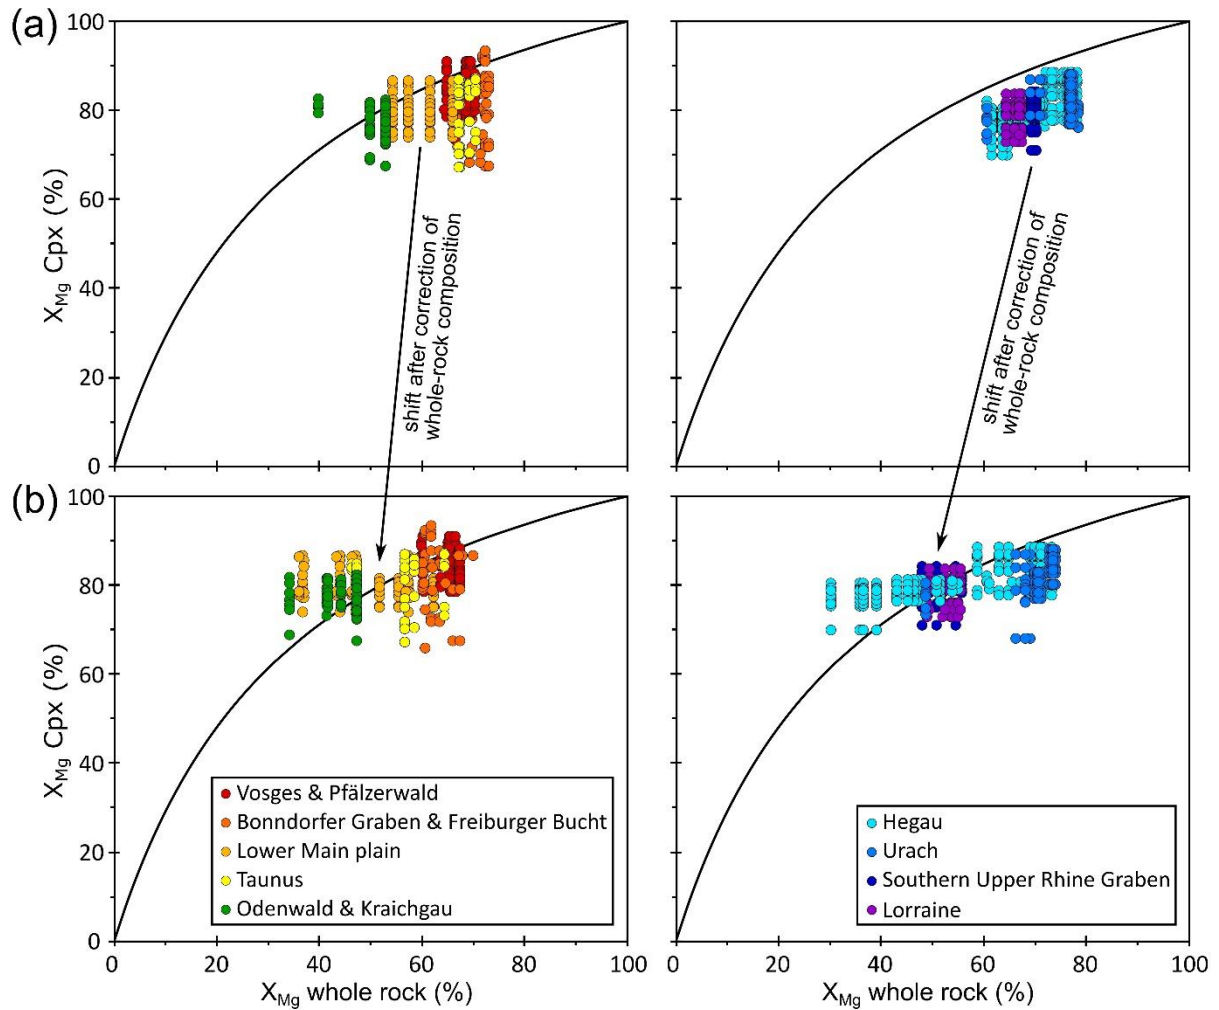 (a)
100
80
60
40
20
0
X_Mg Cpx (%)
shift after correction of
whole-rock composition
shift after correction of
whole-rock composition
(b)
100
80
60
40
20
0
X_Mg Cpx (%)
Vosges & Pfälzerwald
Bonndorfer Graben & Freiburger Bucht
Lower Main plain
Taunus
Odenwald & Kraichgau
Hegau
Urach
Southern Upper Rhine Graben
Lorraine
0 20 40 60 80 100
0 20 40 60 80 100
X_Mg whole rock (%)
X_Mg whole rock (%)